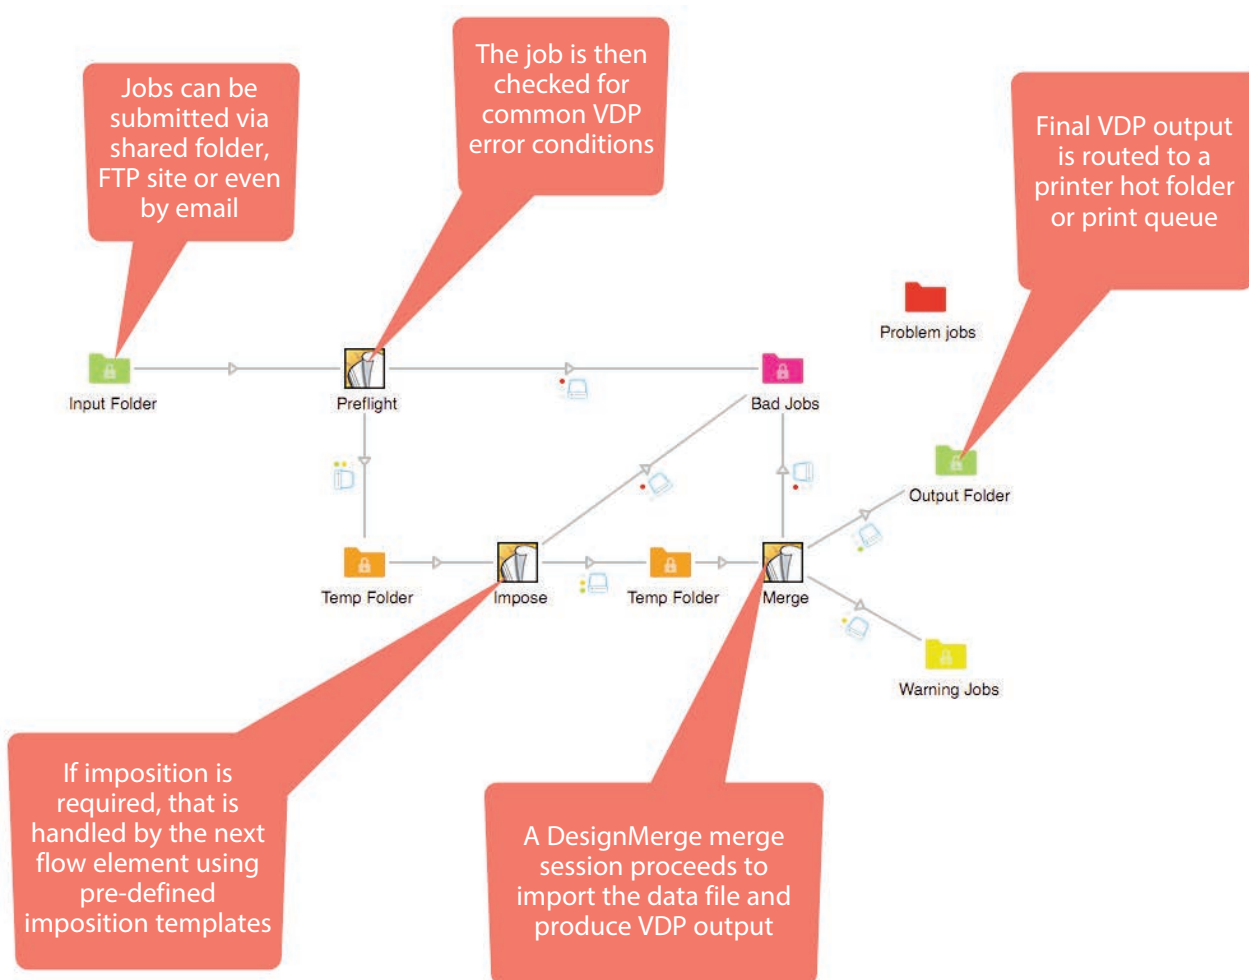 Jobs can be
submitted via
shared folder,
FTP site or even
by email
The job is then
checked for
common VDP
error conditions
Final VDP output
is routed to a
printer hot folder
or print queue
Problem jobs
Input Folder
Preflight
Bad Jobs
Output Folder
Temp Folder
Impose
Temp Folder
Merge
Warning Jobs
If imposition is
required, that is
handled by the next
flow element using
pre-defined
imposition templates
A DesignMerge merge
session proceeds to
import the data file and
produce VDP output